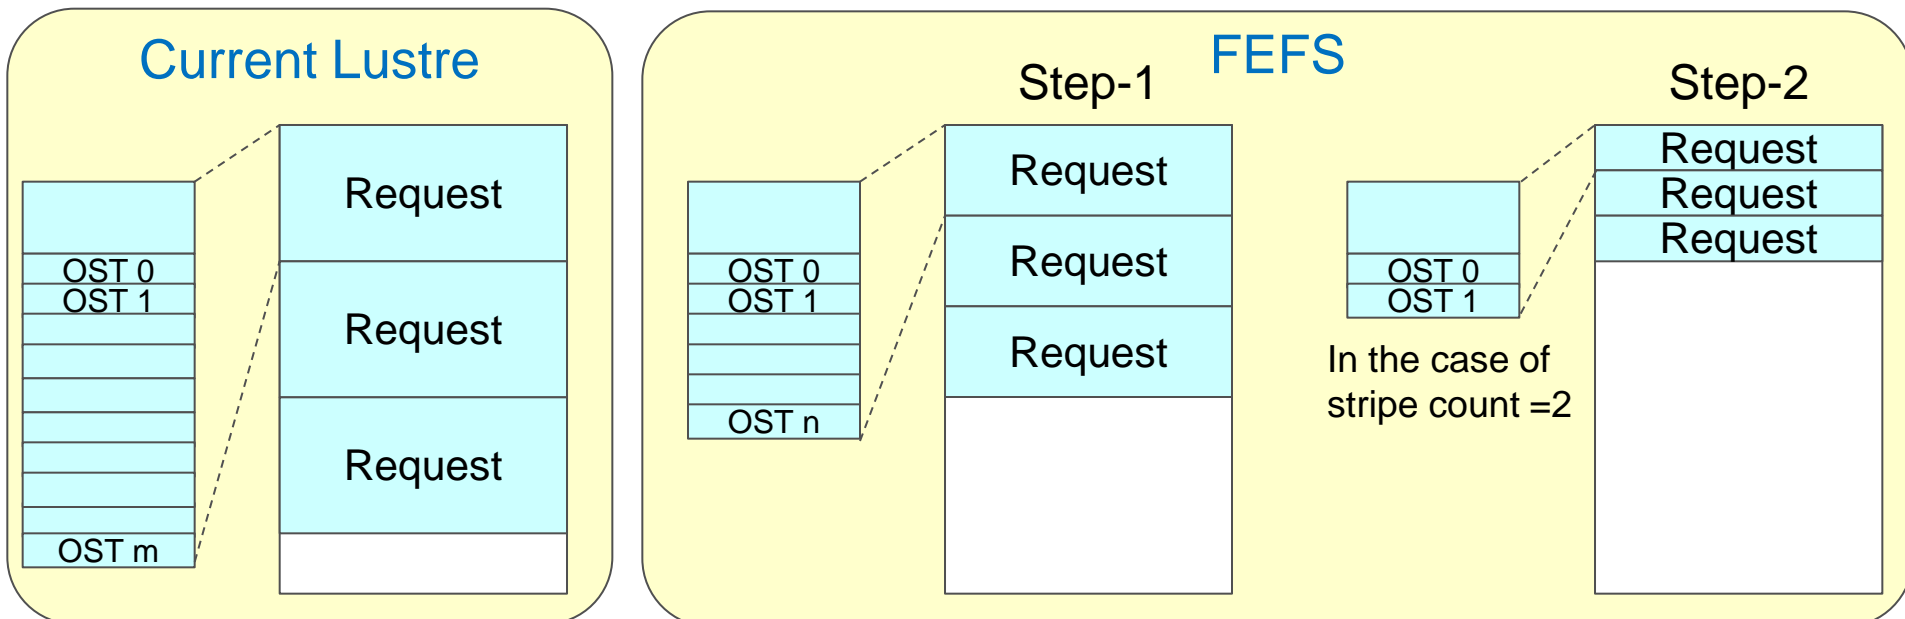 Current Lustre
Request
OST 0
OST 1
Request
Request
OST m
FEFS
Step-1
Request
OST 0
OST 1
Request
Request
OST n
Step-2
Request
Request
Request
OST 0
OST 1
In the case of
stripe count =2